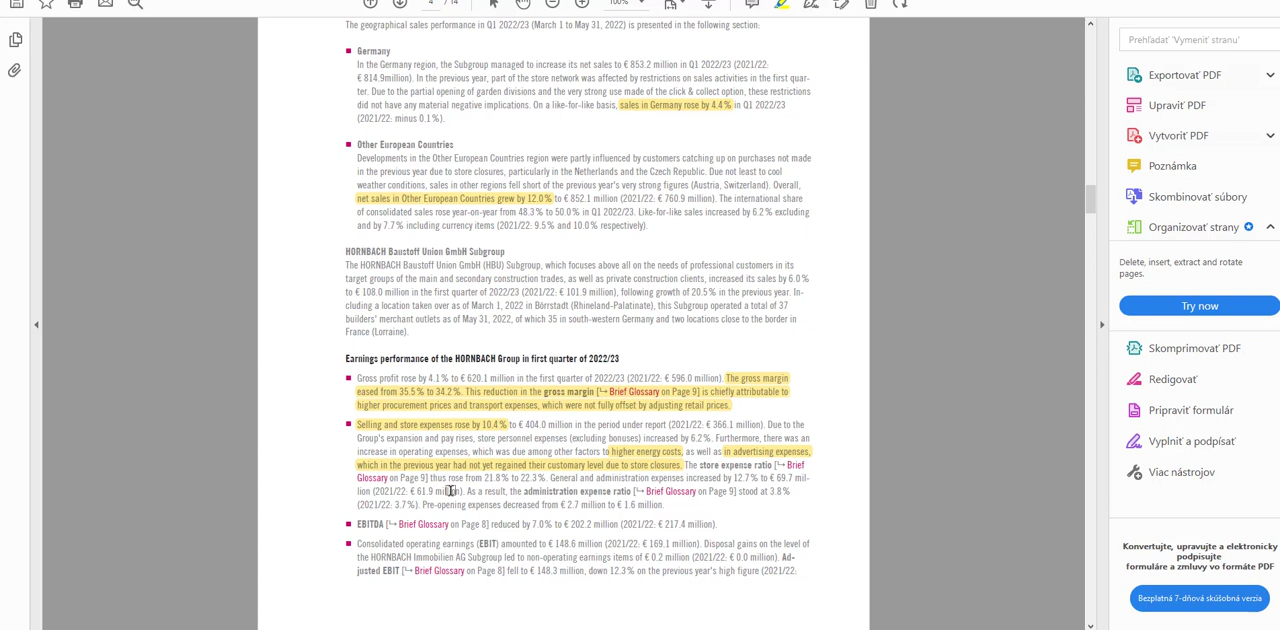 4 / 14
100%
The geographical sales performance in Q1 2022/23 (March 1 to May 31, 2022) is presented in the following section:
Germany
In the Germany region, the Subgroup managed to increase its net sales to € 853.2 million in Q1 2022/23 (2021/22:
€ 814.9million). In the previous year, part of the store network was affected by restrictions on sales activities in the first quar-
ter. Due to the partial opening of garden divisions and the very strong use made of the click & collect option, these restrictions
did not have any material negative implications. On a like-for-like basis, sales in Germany rose by 4.4% in Q1 2022/23
(2021/22: minus 0.1%).
Other European Countries
Developments in the Other European Countries region were partly influenced by customers catching up on purchases not made
in the previous year due to store closures, particularly in the Netherlands and the Czech Republic. Due not least to cool
weather conditions, sales in other regions fell short of the previous year's very strong figures (Austria, Switzerland). Overall,
net sales in Other European Countries grew by 12.0% to € 852.1 million (2021/22: € 760.9 million). The international share
of consolidated sales rose year-on-year from 48.3% to 50.0% in Q1 2022/23. Like-for-like sales increased by 6.2% excluding
and by 7.7% including currency items (2021/22: 9.5% and 10.0% respectively).
HORNBACH Baustoff Union GmbH Subgroup
The HORNBACH Baustoff Union GmbH (HBU) Subgroup, which focuses above all on the needs of professional customers in its
target groups of the main and secondary construction trades, as well as private construction clients, increased its sales by 6.0%
to € 108.0 million in the first quarter of 2022/23 (2021/22: € 101.9 million), following growth of 20.5% in the previous year. In-
cluding a location taken over as of March 1, 2022 in Börrstadt (Rhineland-Palatinate), this Subgroup operated a total of 37
builders' merchant outlets as of May 31, 2022, of which 35 in south-western Germany and two locations close to the border in
France (Lorraine).
Earnings performance of the HORNBACH Group in first quarter of 2022/23
Gross profit rose by 4.1% to € 620.1 million in the first quarter of 2022/23 (2021/22: € 596.0 million). The gross margin
eased from 35.5% to 34.2%. This reduction in the gross margin [↪ Brief Glossary on Page 9] is chiefly attributable to
higher procurement prices and transport expenses, which were not fully offset by adjusting retail prices.
Selling and store expenses rose by 10.4% to € 404.0 million in the period under report (2021/22: € 366.1 million). Due to the
Group's expansion and pay rises, store personnel expenses (excluding bonuses) increased by 6.2%. Furthermore, there was an
increase in operating expenses, which was due among other factors to higher energy costs, as well as in advertising expenses,
which in the previous year had not yet regained their customary level due to store closures. The store expense ratio [↪ Brief
Glossary on Page 9] thus rose from 21.8% to 22.3%. General and administration expenses increased by 12.7% to € 69.7 mil-
lion (2021/22: € 61.9 million). As a result, the administration expense ratio [↪ Brief Glossary on Page 9] stood at 3.8%
(2021/22: 3.7%). Pre-opening expenses decreased from € 2.7 million to € 1.6 million.
EBITDA [↪ Brief Glossary on Page 8] reduced by 7.0% to € 202.2 million (2021/22: € 217.4 million).
Consolidated operating earnings (EBIT) amounted to € 148.6 million (2021/22: € 169.1 million). Disposal gains on the level of
the HORNBACH Immobilien AG Subgroup led to non-operating earnings items of € 0.2 million (2021/22: € 0.0 million). Ad-
justed EBIT [↪ Brief Glossary on Page 8] fell to € 148.3 million, down 12.3% on the previous year's high figure (2021/22:
Prehľadať 'Vymeniť stranu'
Exportovať PDF
Upraviť PDF
Vytvoriť PDF
Poznámka
Skombinovať súbory
Organizovať strany
Delete, insert, extract and rotate
pages.
Try now
Skomprimovať PDF
Redigovať
Pripraviť formulár
Vyplniť a podpísať
Viac nástrojov
Konvertujte, upravujte a elektronicky
podpisujte
formuláre a zmluvy vo formáte PDF
Bezplatná 7-dňová skúšobná verzia